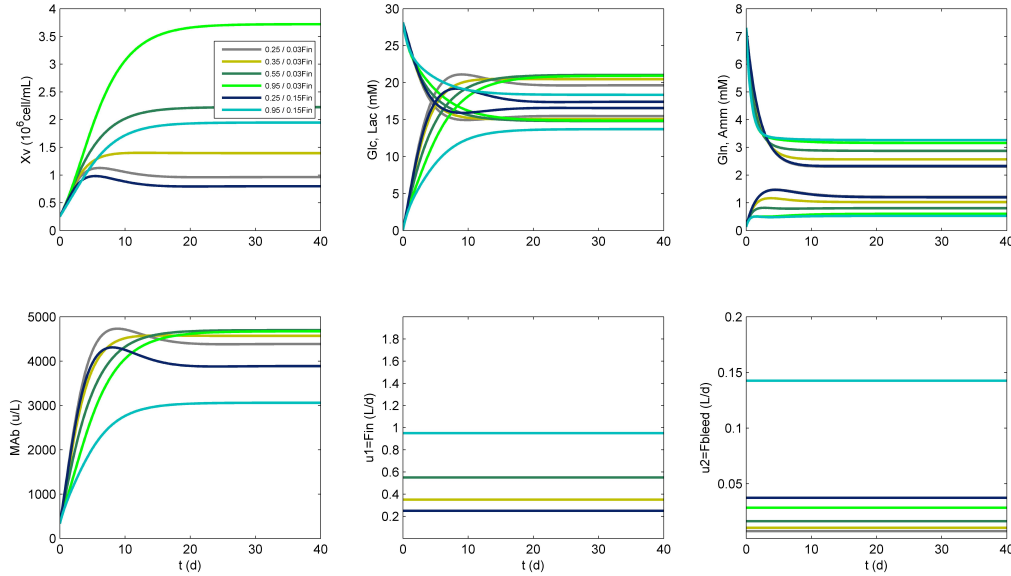 Xv (10^6cell/mL)
4
3.5
3
2.5
2
1.5
1
0.5
0
0 10 20 30 40
0.25 / 0.03Fin
0.35 / 0.03Fin
0.55 / 0.03Fin
0.95 / 0.03Fin
0.25 / 0.15Fin
0.95 / 0.15Fin
Glc, Lac (mM)
30
25
20
15
10
5
0
0 10 20 30 40
Gln, Amm (mM)
8
7
6
5
4
3
2
1
0
0 10 20 30 40
MAb (u/L)
5000
4000
3000
2000
1000
0
0 10 20 30 40
t (d)
u1=Fin (L/d)
1.8
1.6
1.4
1.2
1
0.8
0.6
0.4
0.2
0 10 20 30 40
t (d)
u2=Fbleed (L/d)
0.2
0.15
0.1
0.05
0 10 20 30 40
t (d)